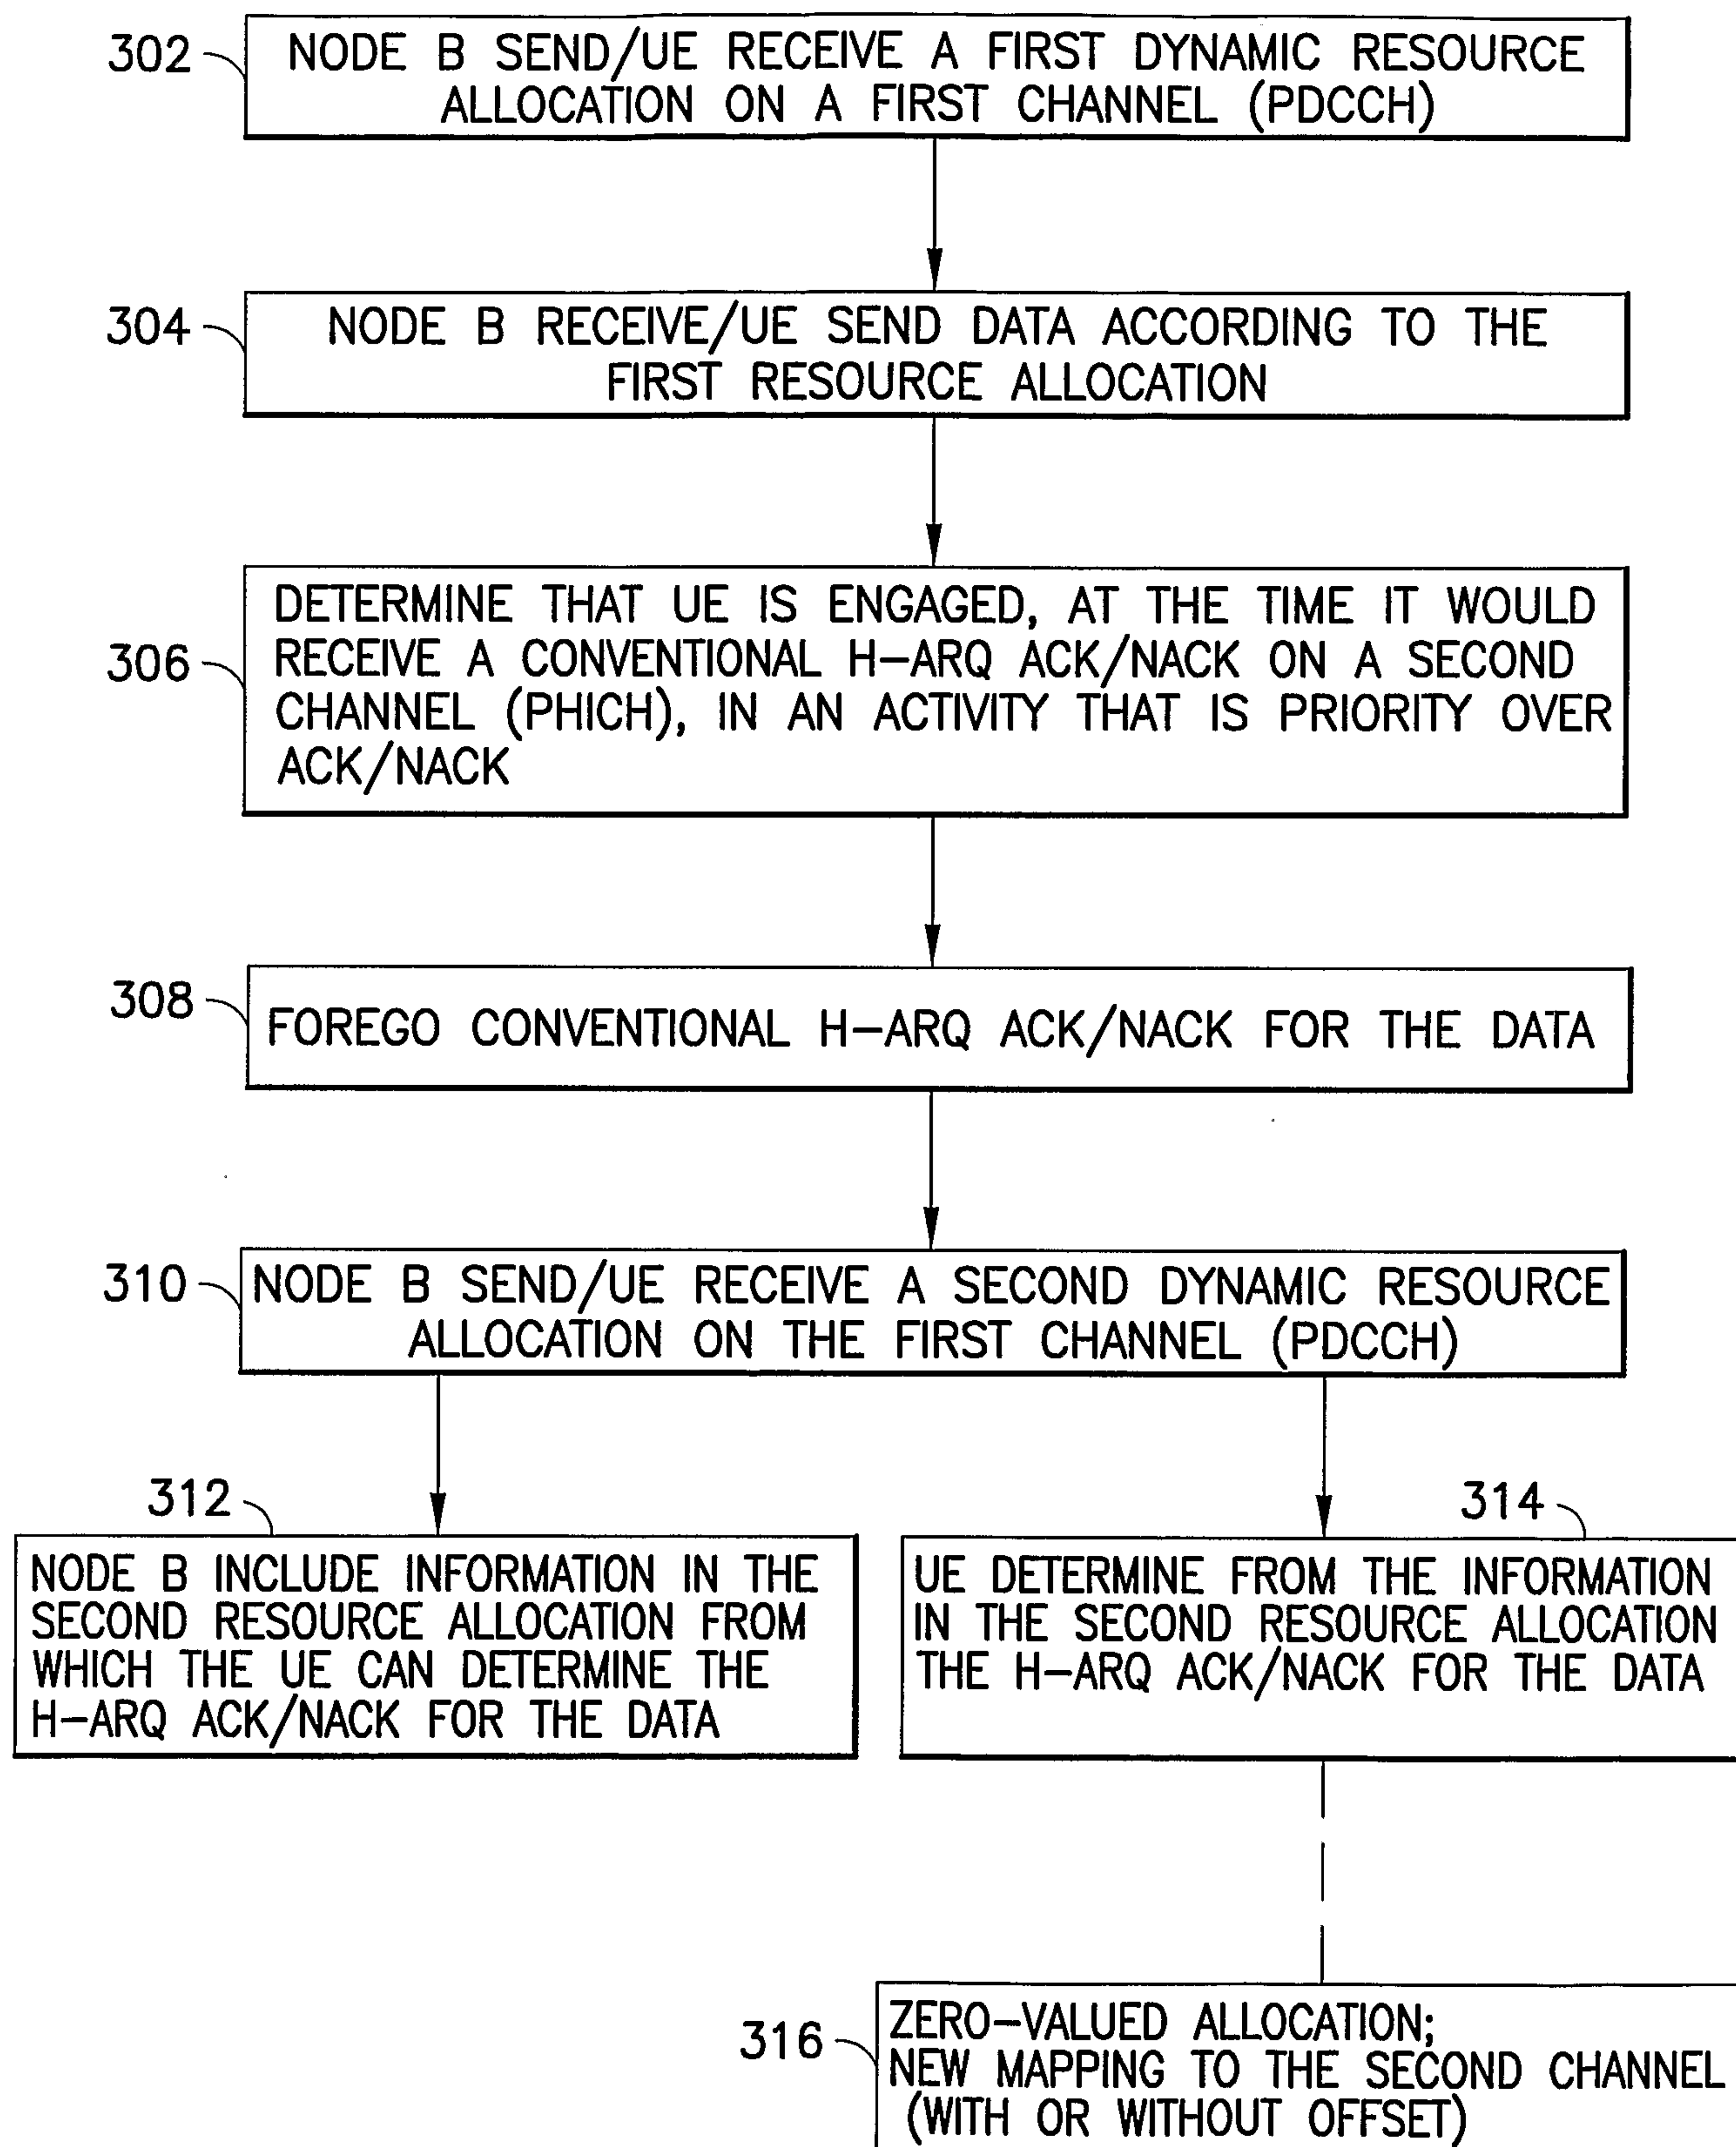 302
NODE B SEND/UE RECEIVE A FIRST DYNAMIC RESOURCE
ALLOCATION ON A FIRST CHANNEL (PDCCH)
304
NODE B RECEIVE/UE SEND DATA ACCORDING TO THE
FIRST RESOURCE ALLOCATION
306
DETERMINE THAT UE IS ENGAGED, AT THE TIME IT WOULD
RECEIVE A CONVENTIONAL H-ARQ ACK/NACK ON A SECOND
CHANNEL (PHICH), IN AN ACTIVITY THAT IS PRIORITY OVER
ACK/NACK
308
FOREGO CONVENTIONAL H-ARQ ACK/NACK FOR THE DATA
310
NODE B SEND/UE RECEIVE A SECOND DYNAMIC RESOURCE
ALLOCATION ON THE FIRST CHANNEL (PDCCH)
312
NODE B INCLUDE INFORMATION IN THE
SECOND RESOURCE ALLOCATION FROM
WHICH THE UE CAN DETERMINE THE
H-ARQ ACK/NACK FOR THE DATA
314
UE DETERMINE FROM THE INFORMATION
IN THE SECOND RESOURCE ALLOCATION
THE H-ARQ ACK/NACK FOR THE DATA
316
ZERO-VALUED ALLOCATION;
NEW MAPPING TO THE SECOND CHANNEL
(WITH OR WITHOUT OFFSET)